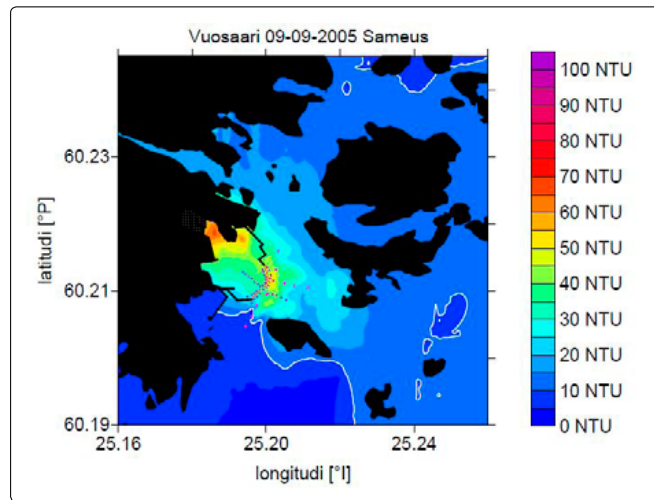 Vuosaari 09-09-2005 Sameus
100 NTU
90 NTU
80 NTU
70 NTU
60 NTU
50 NTU
40 NTU
30 NTU
20 NTU
10 NTU
0 NTU
latitudi [°P]
60.23
60.21
60.19
25.16
25.20
25.24
longitudi [°I]